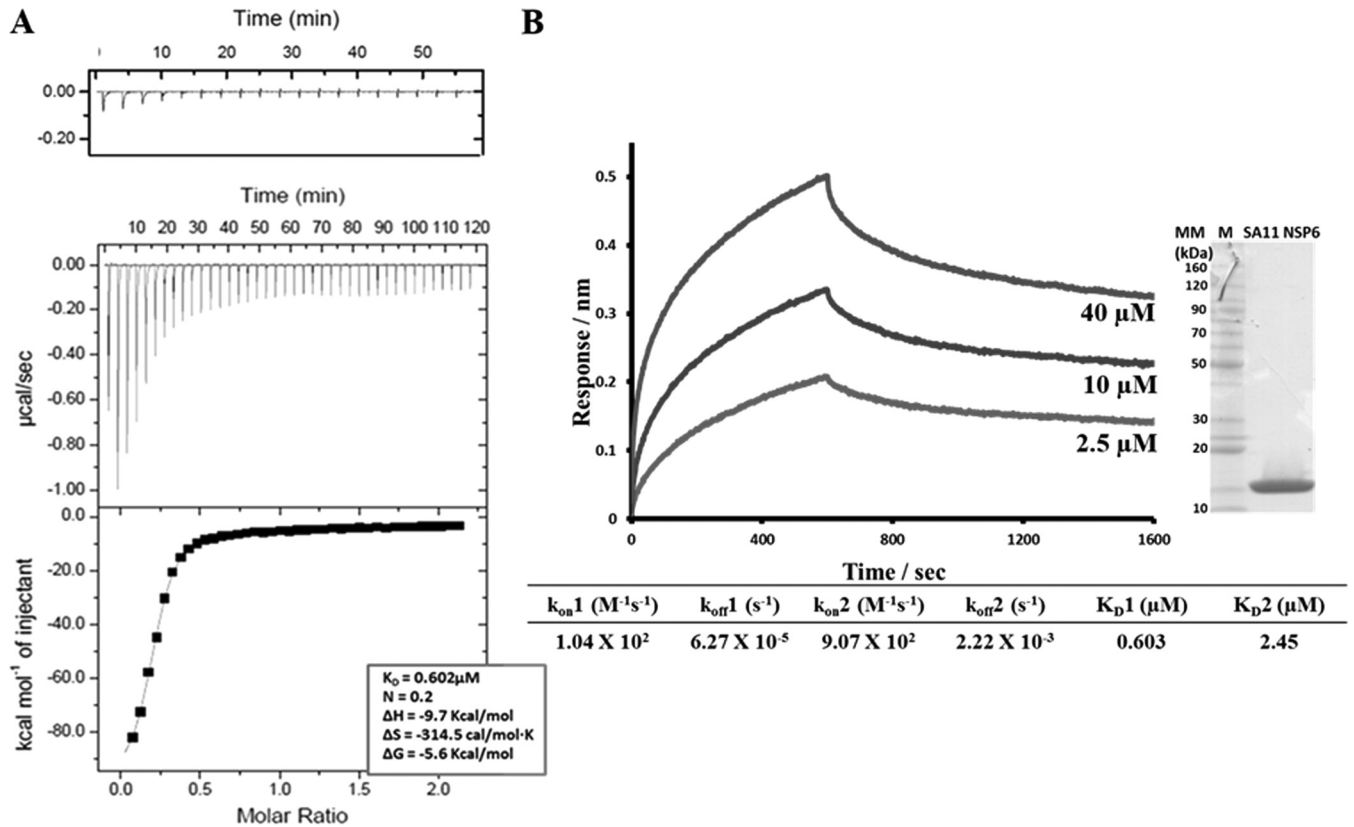 A
Time (min)
10 20 30 40 50
0.00
-0.20
Time (min)
10 20 30 40 50 60 70 80 90 100 110 120
0.00
-0.20
-0.40
-0.60
-0.80
-1.00
µcal/sec
0.0
-20.0
-40.0
-60.0
-80.0
kcal mol⁻¹ of injectant
K_D = 0.602µM
N = 0.2
ΔH = -9.7 Kcal/mol
ΔS = -314.5 cal/mol·K
ΔG = -5.6 Kcal/mol
0.0 0.5 1.0 1.5 2.0
Molar Ratio
B
Response / nm
0.5
0.4
0.3
0.2
0.1
0
40 µM
10 µM
2.5 µM
0 400 800 1200 1600
Time / sec
MM M SA11 NSP6
(kDa)
160
120
90
70
50
30
20
10
k_on1 (M⁻¹s⁻¹) k_off1 (s⁻¹) k_on2 (M⁻¹s⁻¹) k_off2 (s⁻¹) K_D1 (µM) K_D2 (µM)
1.04 X 10² 6.27 X 10⁻⁵ 9.07 X 10² 2.22 X 10⁻³ 0.603 2.45